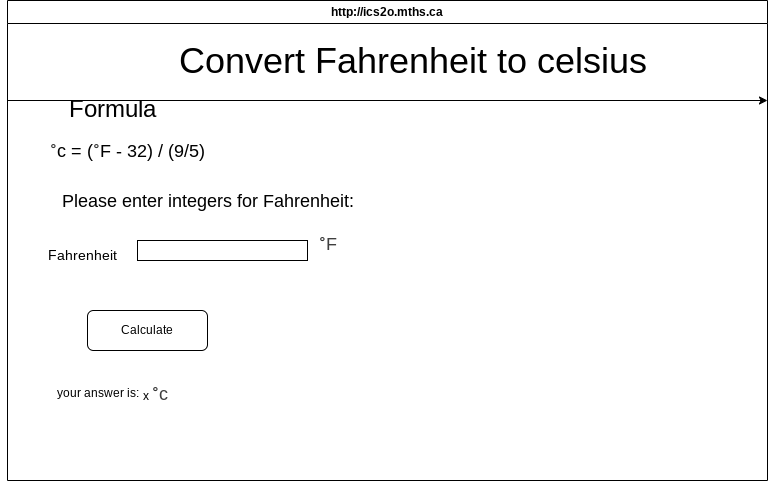 http://ics2o.mths.ca
Convert Fahrenheit to celsius
Formula
°c = (°F - 32) / (9/5)
Please enter integers for Fahrenheit:
Fahrenheit °F
Calculate
your answer is: x °C